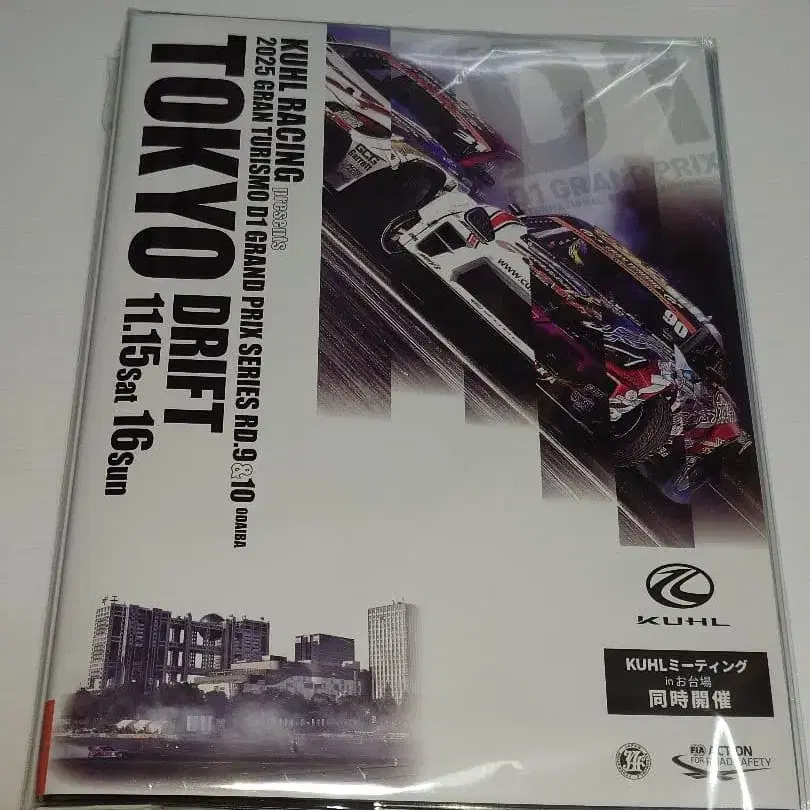 KUHL RACING presents
2025 GRAN TURISMO D1 GRAND PRIX SERIES RD.9&10 ODAIBA
TOKYO DRIFT
11.15 Sat 16 Sun
D1
D1 GRAND PRIX
GCG
Garrett
90
KUHL
KUHLミーティング
in お台場
同時開催
FIA ACTION
FOR ROAD SAFETY